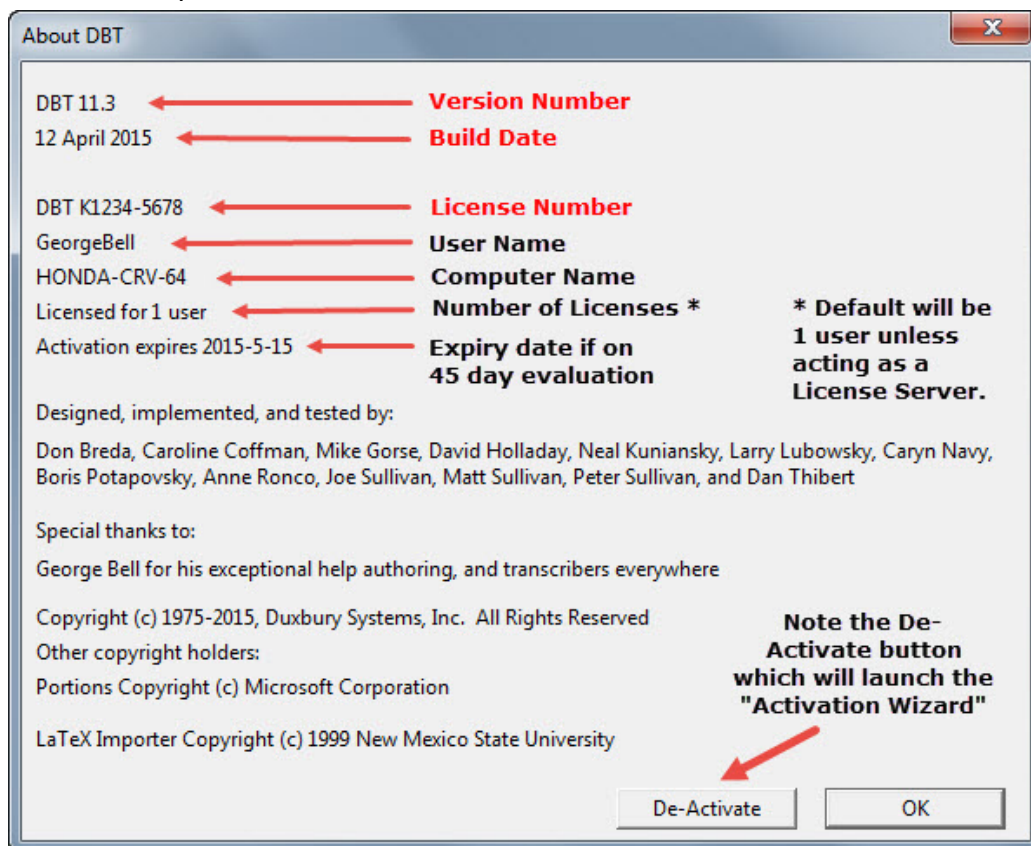 About DBT
DBT 11.3
Version Number
12 April 2015
Build Date
DBT K1234-5678
License Number
GeorgeBell
User Name
HONDA-CRV-64
Computer Name
Licensed for 1 user
Number of Licenses *
Activation expires 2015-5-15
Expiry date if on
45 day evaluation
* Default will be
1 user unless
acting as a
License Server.
Designed, implemented, and tested by:
Don Breda, Caroline Coffman, Mike Gorse, David Holladay, Neal Kuniansky, Larry Lubowsky, Caryn Navy,
Boris Potapovsky, Anne Ronco, Joe Sullivan, Matt Sullivan, Peter Sullivan, and Dan Thibert
Special thanks to:
George Bell for his exceptional help authoring, and transcribers everywhere
Copyright (c) 1975-2015, Duxbury Systems, Inc. All Rights Reserved
Other copyright holders:
Portions Copyright (c) Microsoft Corporation
LaTeX Importer Copyright (c) 1999 New Mexico State University
Note the De-
Activate button
which will launch the
"Activation Wizard"
De-Activate
OK